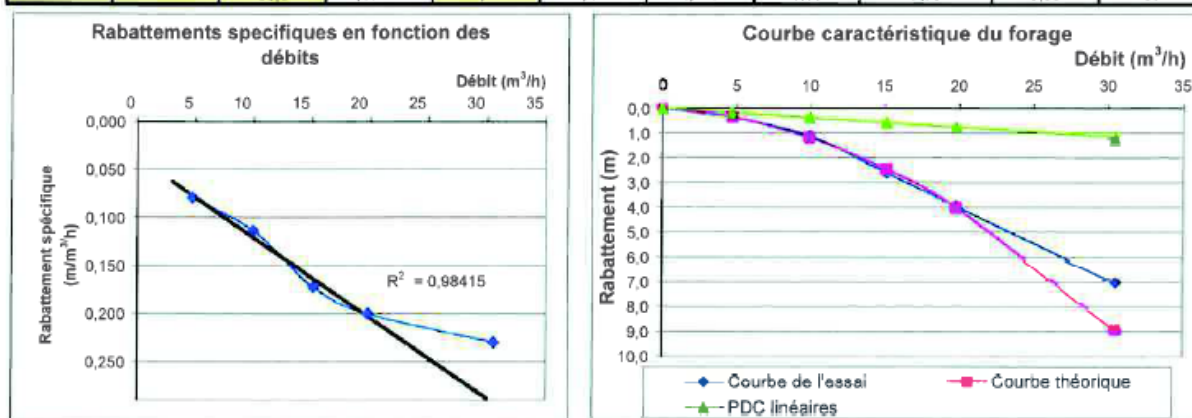 Rabattements specifiques en fonction des
débits
Débit (m³/h)
0 5 10 15 20 25 30 35
0,000
0,050
0,100
0,150
0,200
0,250
Rabattement spécifique
(m/m³/h)
R² = 0,98415
Courbe caractéristique du forage
Débit (m³/h)
0 5 10 15 20 25 30 35
0,0
1,0
2,0
3,0
4,0
5,0
6,0
7,0
8,0
9,0
10,0
Rabattement (m)
Courbe de l'essai
Courbe théorique
PDC linéaires